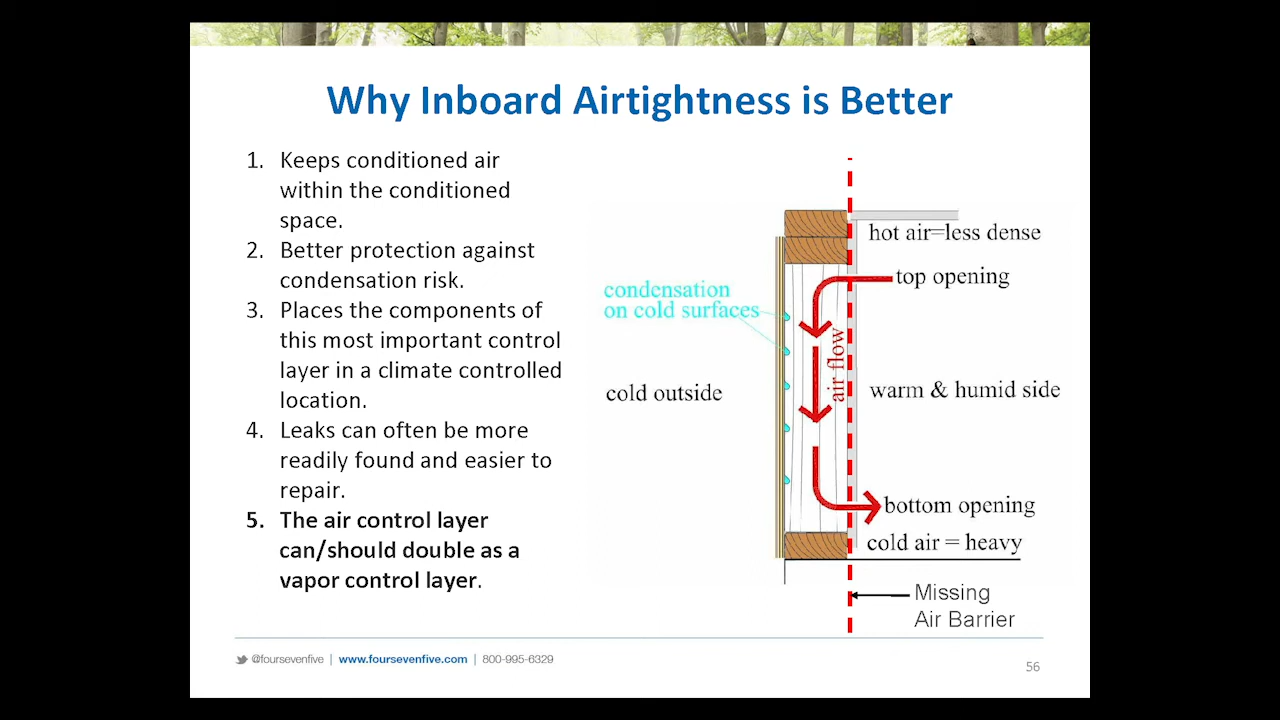 Why Inboard Airtightness is Better
1. Keeps conditioned air
within the conditioned
space.
2. Better protection against
condensation risk.
3. Places the components of
this most important control
layer in a climate controlled
location.
4. Leaks can often be more
readily found and easier to
repair.
5. The air control layer
can/should double as a
vapor control layer.
hot air=less dense
top opening
condensation
on cold surfaces
air flow
cold outside
warm & humid side
bottom opening
cold air = heavy
Missing
Air Barrier
@foursevenfive | www.foursevenfive.com | 800-995-6329
56